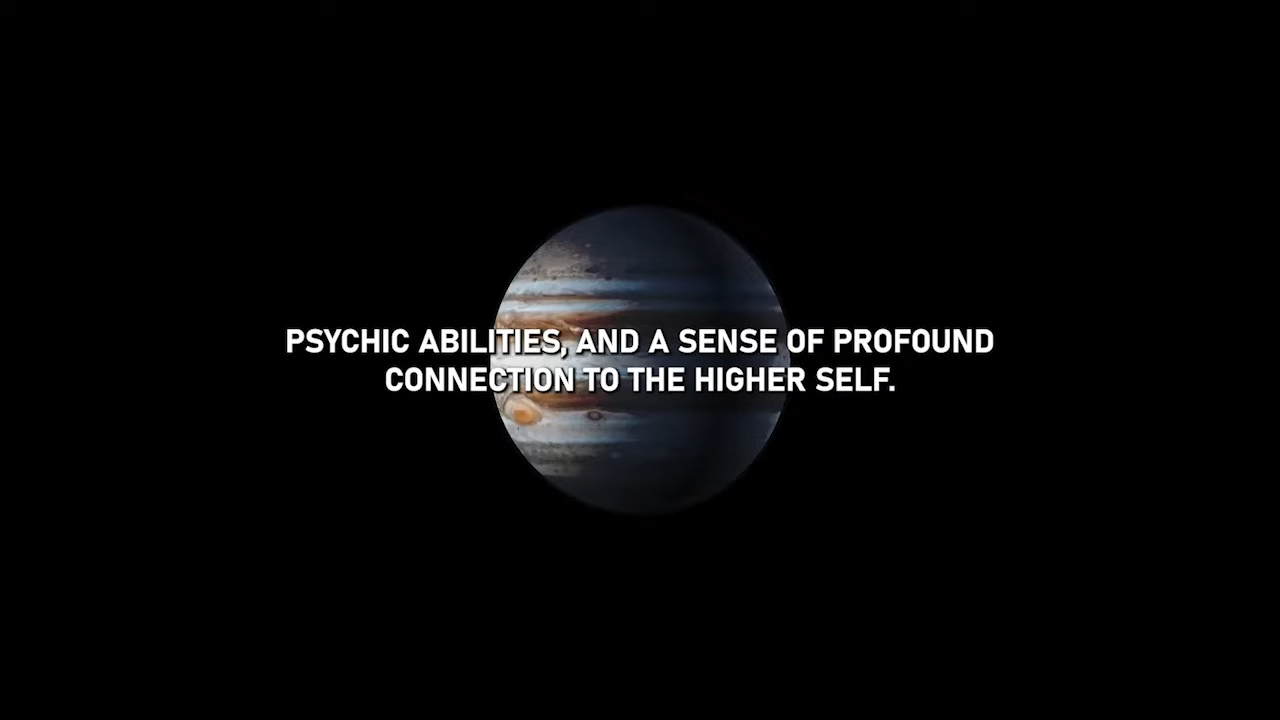 PSYCHIC ABILITIES, AND A SENSE OF PROFOUND
CONNECTION TO THE HIGHER SELF.